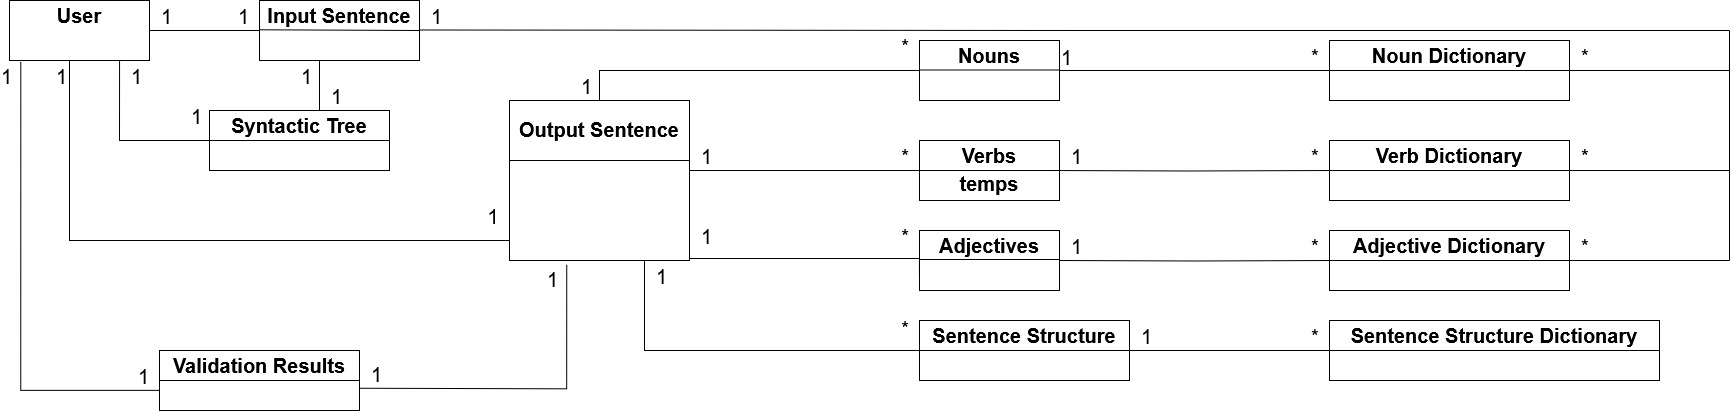 User
1
1
Input Sentence
1
*
Nouns
1
*
Noun Dictionary
*
1
1
1
1
1
1
Syntactic Tree
1
Output Sentence
1
*
Verbs
temps
1
*
Verb Dictionary
*
1
1
*
Adjectives
1
*
Adjective Dictionary
*
1
1
*
Sentence Structure
1
*
Sentence Structure Dictionary
1
Validation Results
1